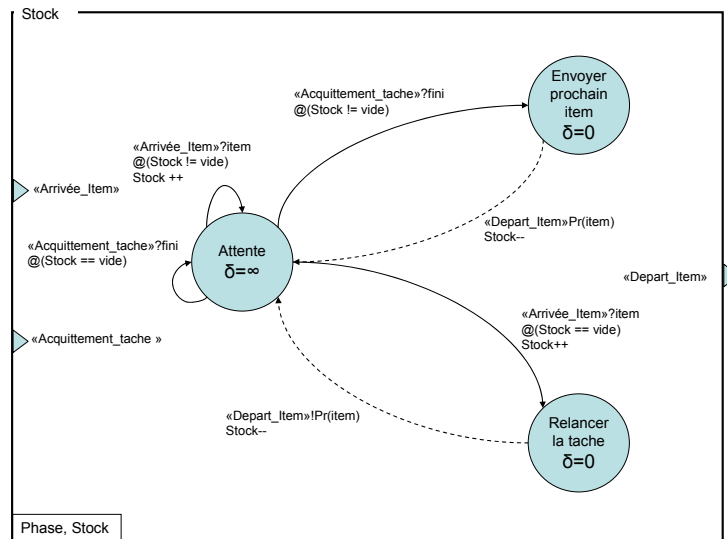 Stock
Envoyer
prochain
item
δ=0
«Acquittement_tache»?fini
@(Stock != vide)
«Arrivée_Item»?item
@(Stock != vide)
Stock ++
«Arrivée_Item»
«Depart_Item»Pr(item)
Stock--
«Acquittement_tache»?fini
@(Stock == vide)
Attente
δ=∞
«Depart_Item»
«Arrivée_Item»?item
@(Stock == vide)
Stock++
«Acquittement_tache »
«Depart_Item»!Pr(item)
Stock--
Relancer
la tache
δ=0
Phase, Stock